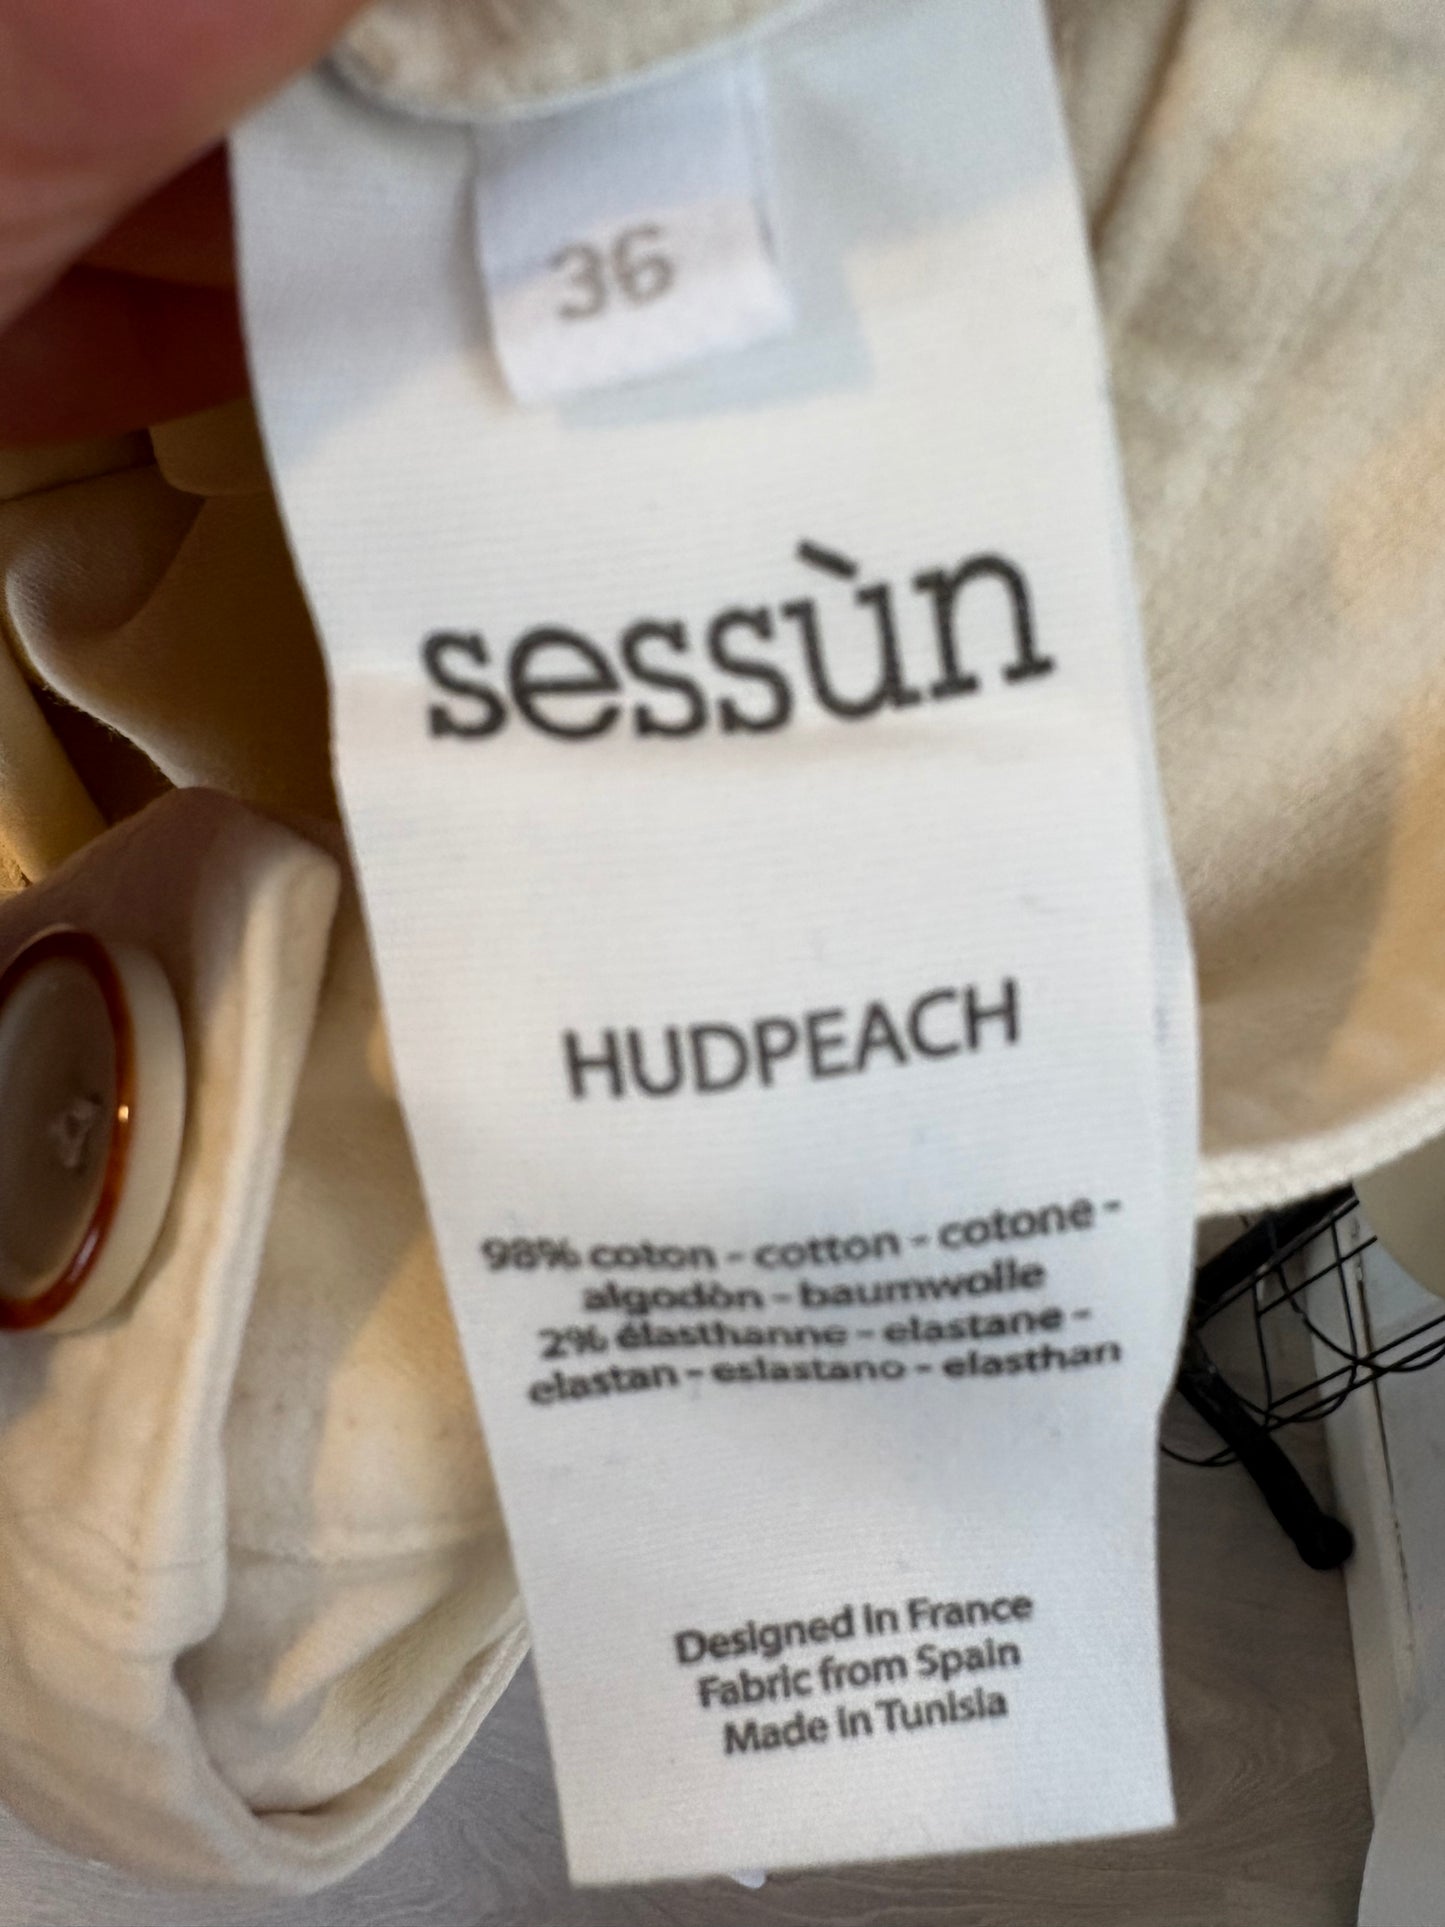 36
sessùn
HUDPEACH
98% coton - cotton - cotone -
algodòn - baumwolle
2% élasthanne - elastane -
elastan - eslastano - elasthan
Designed in France
Fabric from Spain
Made in Tunisia